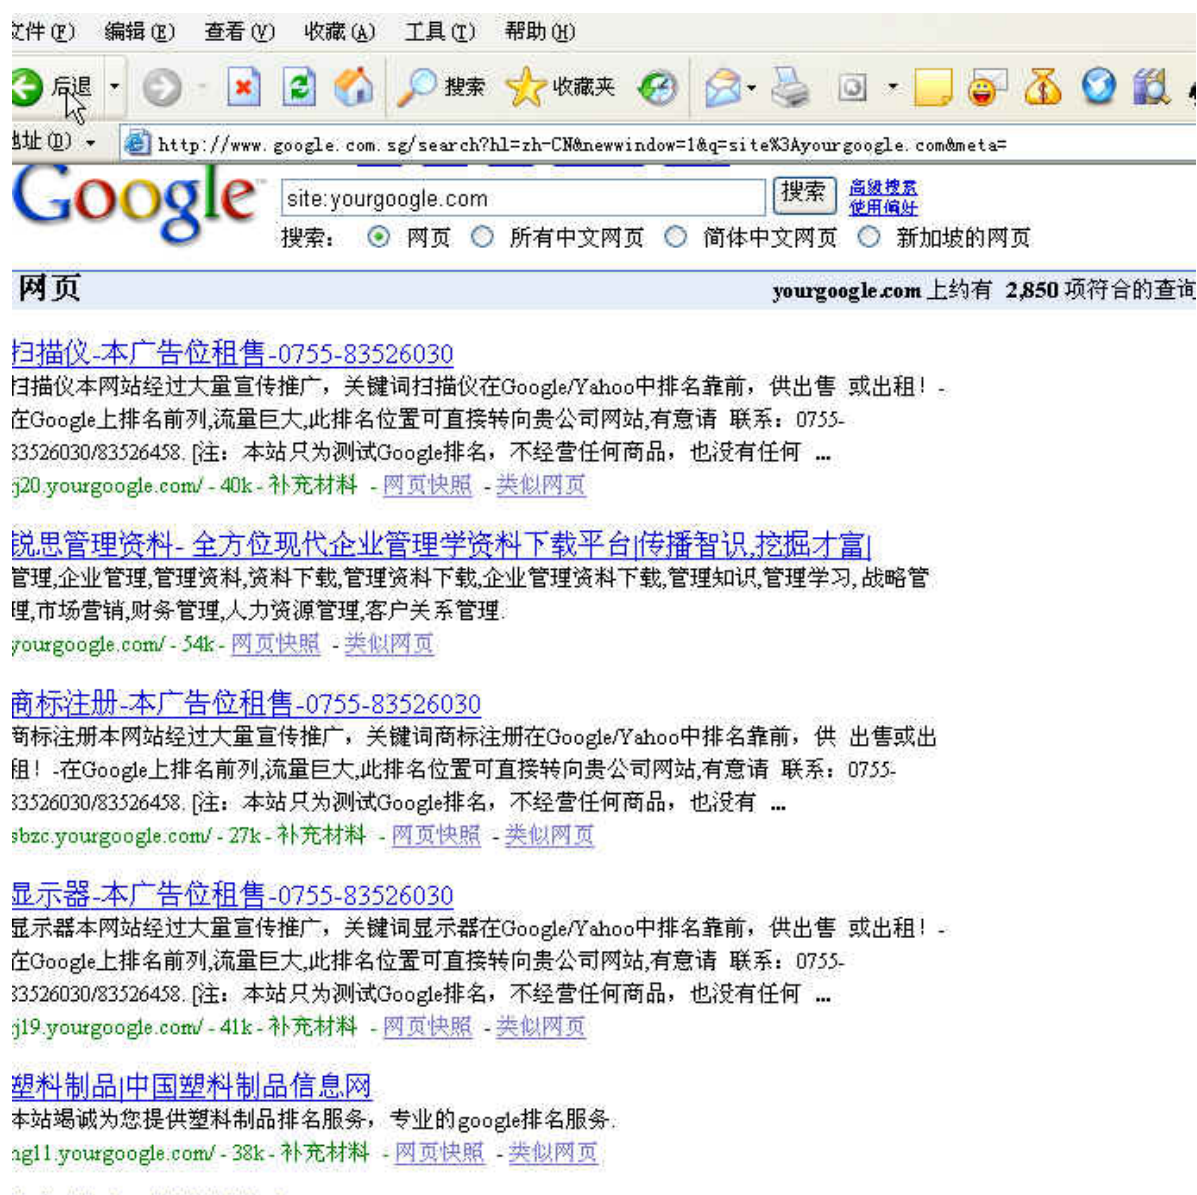 文件(F) 编辑(E) 查看(V) 收藏(A) 工具(T) 帮助(H)
后退 搜索 收藏夹
地址(D) http://www.google.com.sg/search?hl=zh-CN&newwindow=1&q=site%3Ayourgoogle.com&meta=
Google site:yourgoogle.com 搜索 高级搜索
使用偏好
搜索: 网页 所有中文网页 简体中文网页 新加坡的网页
网页 yourgoogle.com 上约有 2,850 项符合的查询
扫描仪-本广告位租售-0755-83526030
扫描仪本网站经过大量宣传推广，关键词扫描仪在Google/Yahoo中排名靠前，供出售 或出租！-
在Google上排名前列,流量巨大,此排名位置可直接转向贵公司网站,有意请 联系：0755-
83526030/83526458. [注：本站只为测试Google排名，不经营任何商品，也没有任何 ...
j20.yourgoogle.com/ - 40k - 补充材料 - 网页快照 - 类似网页
锐思管理资料- 全方位现代企业管理学资料下载平台|传播智识,挖掘才富|
管理,企业管理,管理资料,资料下载,管理资料下载,企业管理资料下载,管理知识,管理学习, 战略管
理,市场营销,财务管理,人力资源管理,客户关系管理.
yourgoogle.com/ - 54k - 网页快照 - 类似网页
商标注册-本广告位租售-0755-83526030
商标注册本网站经过大量宣传推广，关键词商标注册在Google/Yahoo中排名靠前，供 出售或出
租！-在Google上排名前列,流量巨大,此排名位置可直接转向贵公司网站,有意请 联系：0755-
83526030/83526458. [注：本站只为测试Google排名，不经营任何商品，也没有 ...
sbzc.yourgoogle.com/ - 27k - 补充材料 - 网页快照 - 类似网页
显示器-本广告位租售-0755-83526030
显示器本网站经过大量宣传推广，关键词显示器在Google/Yahoo中排名靠前，供出售 或出租！-
在Google上排名前列,流量巨大,此排名位置可直接转向贵公司网站,有意请 联系：0755-
83526030/83526458. [注：本站只为测试Google排名，不经营任何商品，也没有任何 ...
j19.yourgoogle.com/ - 41k - 补充材料 - 网页快照 - 类似网页
塑料制品|中国塑料制品信息网
本站竭诚为您提供塑料制品排名服务，专业的google排名服务.
ng11.yourgoogle.com/ - 38k - 补充材料 - 网页快照 - 类似网页